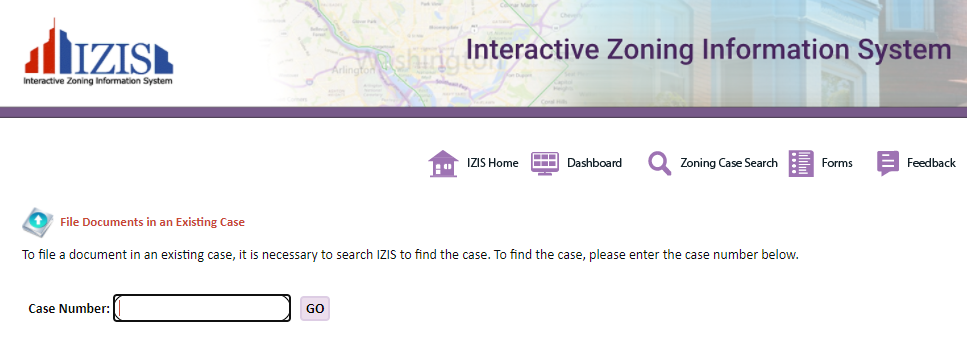 IZIS
Interactive Zoning Information System
Interactive Zoning Information System
Washington
Arlington
IZIS Home Dashboard Zoning Case Search Forms Feedback
File Documents in an Existing Case
To file a document in an existing case, it is necessary to search IZIS to find the case. To find the case, please enter the case number below.
Case Number: GO